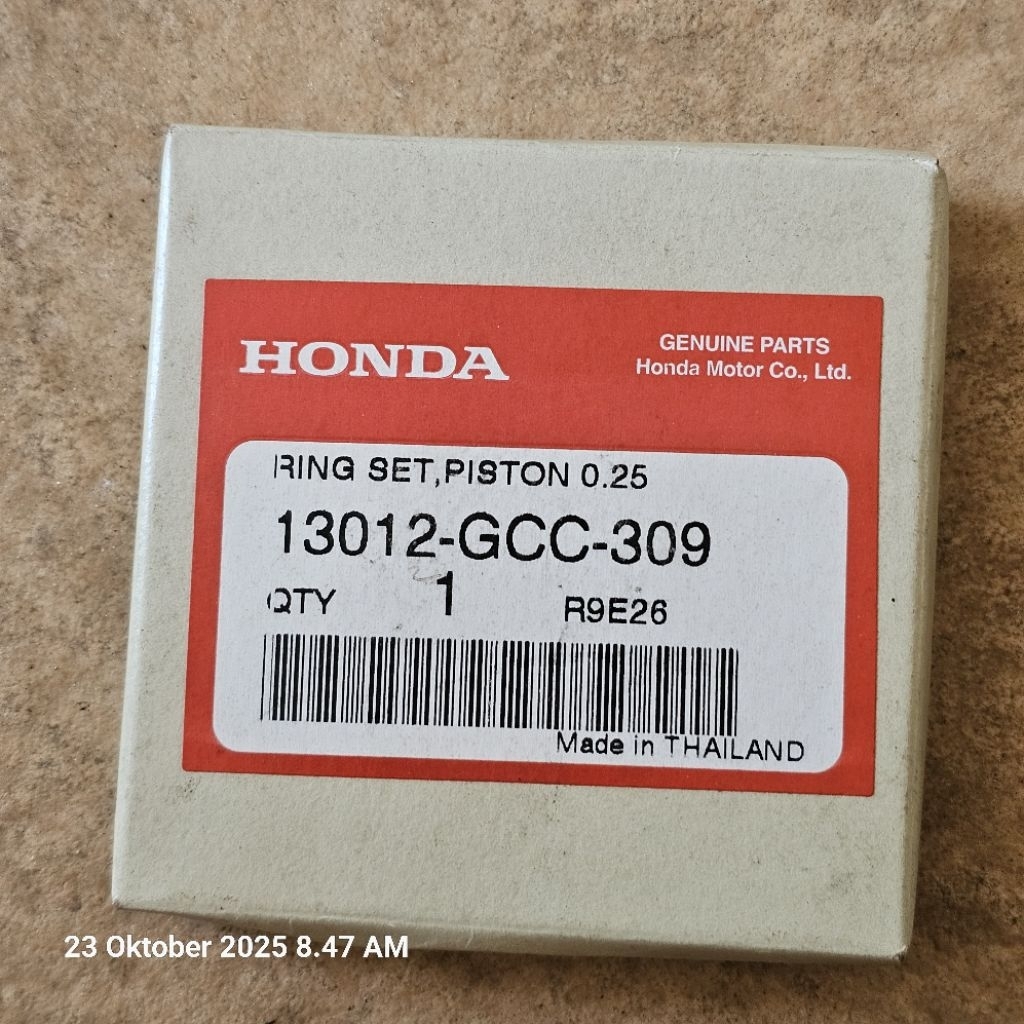 HONDA
GENUINE PARTS
Honda Motor Co., Ltd.
RING SET,PISTON 0.25
13012-GCC-309
QTY 1 R9E26
Made in THAILAND
23 Oktober 2025 8.47 AM